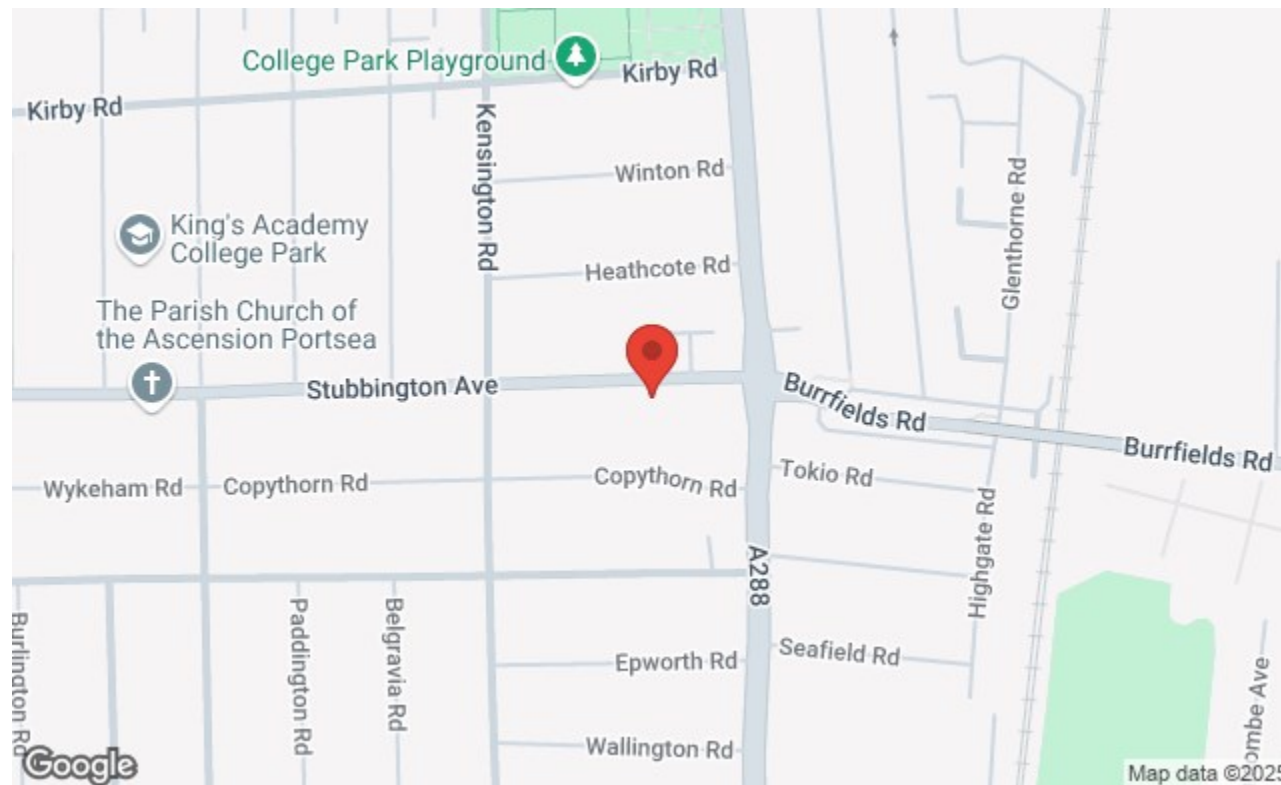 College Park Playground
Kirby Rd
Kirby Rd
Kensington Rd
Winton Rd
King's Academy
College Park
Heathcote Rd
Glenthorne Rd
The Parish Church of
the Ascension Portsea
Stubbington Ave
Burrfields Rd
Burrfields Rd
Wykeham Rd
Copythorn Rd
Copythorn Rd
Tokio Rd
Highgate Rd
A288
Burlington Rd
Paddington Rd
Belgravia Rd
Epworth Rd
Seafield Rd
Wallington Rd
ombe Ave
Google
Map data ©2025